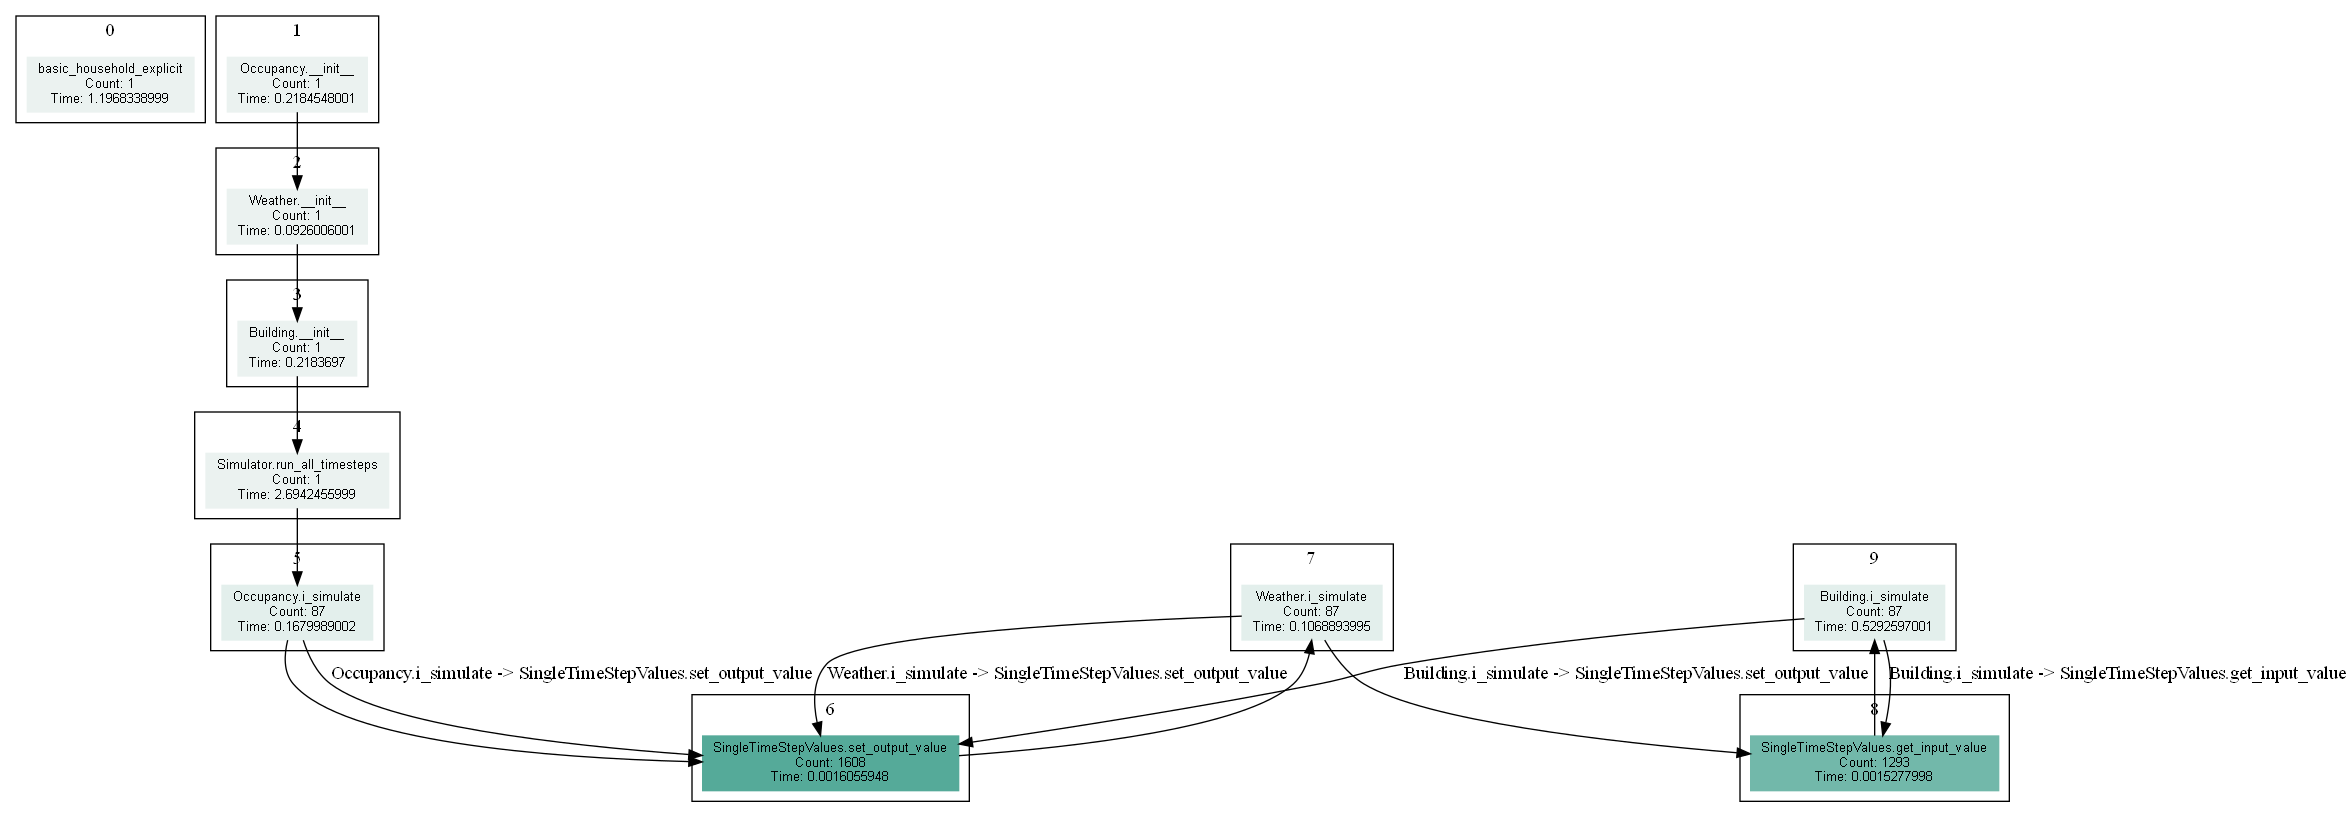 0
basic_household_explicit
Count: 1
Time: 1.1968338999
1
Occupancy.__init__
Count: 1
Time: 0.2184548001
2
Weather.__init__
Count: 1
Time: 0.0926006001
3
Building.__init__
Count: 1
Time: 0.2183697
4
Simulator.run_all_timesteps
Count: 1
Time: 2.6942455999
5
Occupancy.i_simulate
Count: 87
Time: 0.1679989002
7
Weather.i_simulate
Count: 87
Time: 0.1068893995
9
Building.i_simulate
Count: 87
Time: 0.5292597001
Occupancy.i_simulate -> SingleTimeStepValues.set_output_value
Weather.i_simulate -> SingleTimeStepValues.set_output_value
Building.i_simulate -> SingleTimeStepValues.set_output_value
Building.i_simulate -> SingleTimeStepValues.get_input_value
6
SingleTimeStepValues.set_output_value
Count: 1608
Time: 0.0016055948
8
SingleTimeStepValues.get_input_value
Count: 1293
Time: 0.0015277998